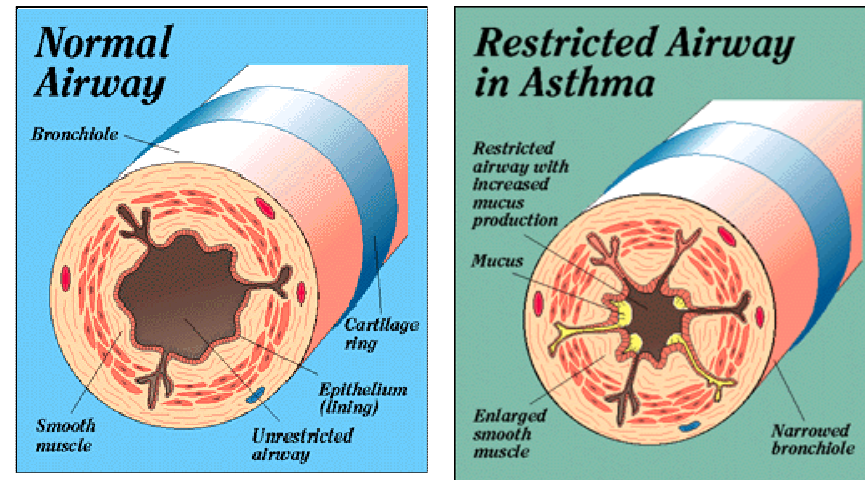 Normal
Airway
Bronchiole
Cartilage
ring
Epithelium
(lining)
Unrestricted
airway
Smooth
muscle
Restricted Airway
in Asthma
Restricted
airway with
increased
mucus
production
Mucus
Enlarged
smooth
muscle
Narrowed
bronchiole